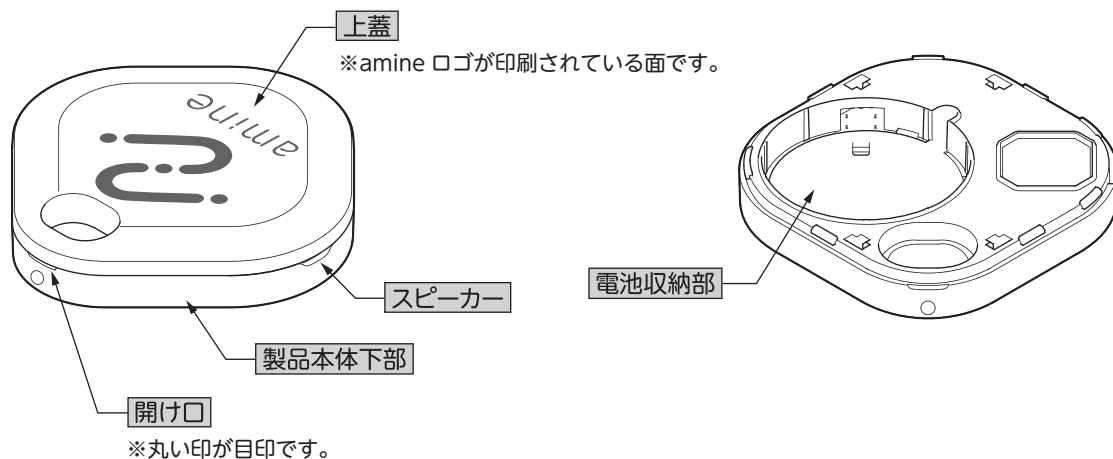 上蓋
※amine ロゴが印刷されている面です。
amine
スピーカー
製品本体下部
開け口
※丸い印が目印です。
電池収納部